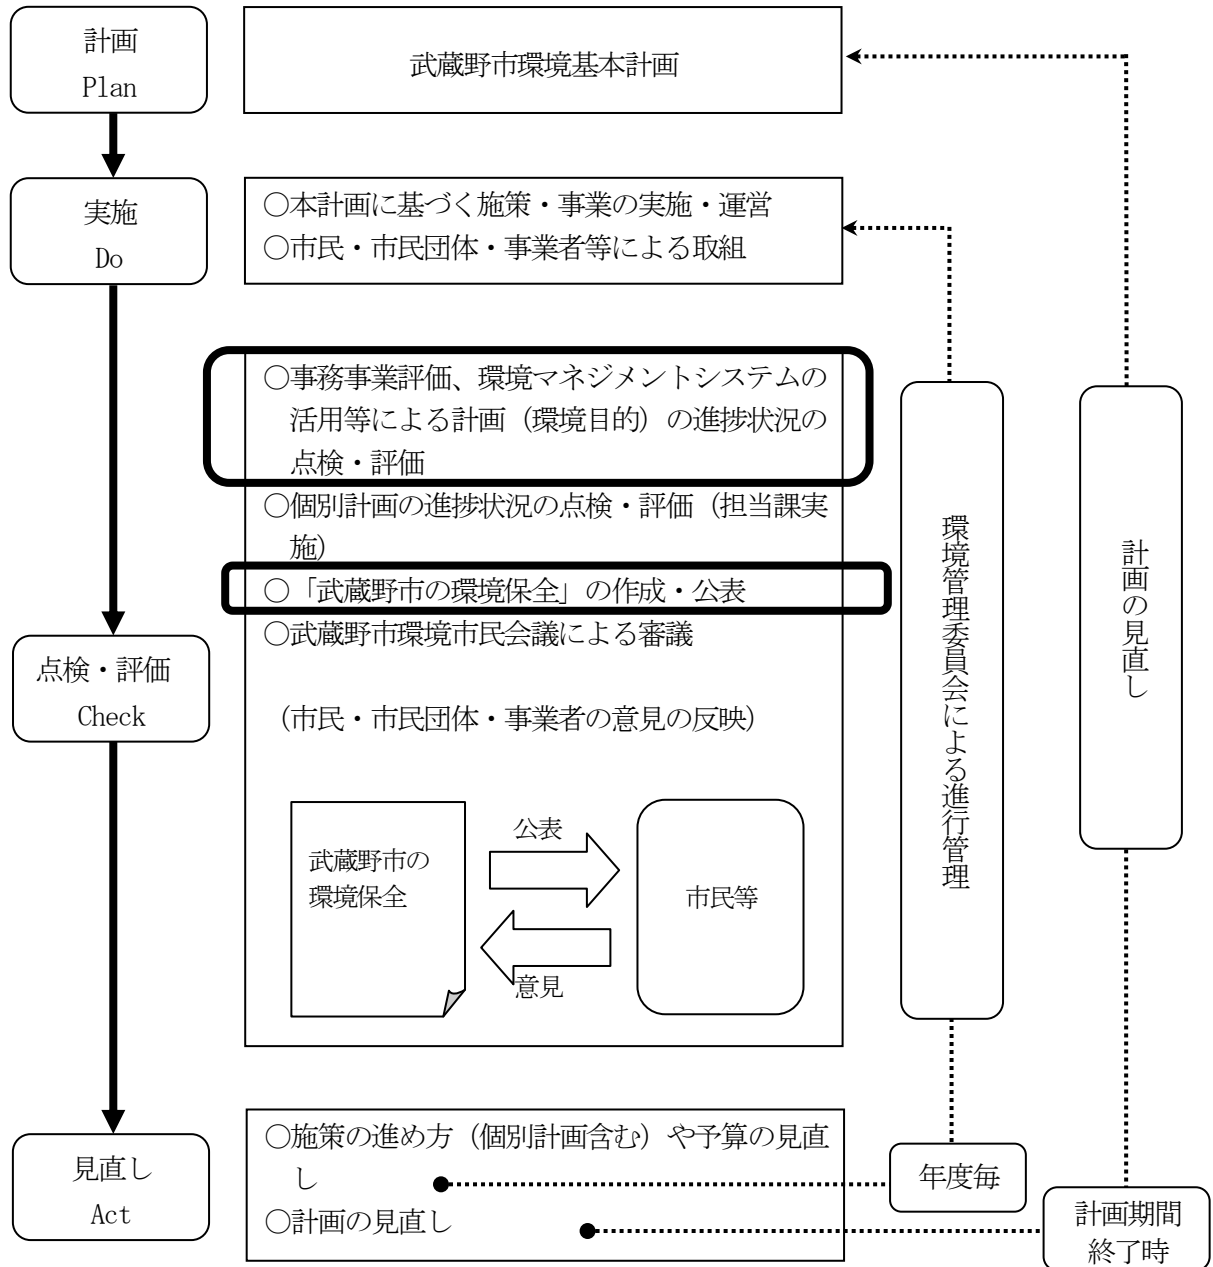 計画
Plan
武蔵野市環境基本計画
実施
Do
○本計画に基づく施策・事業の実施・運営
○市民・市民団体・事業者等による取組
○事務事業評価、環境マネジメントシステムの
活用等による計画（環境目的）の進捗状況の
点検・評価
○個別計画の進捗状況の点検・評価（担当課実
施）
○「武蔵野市の環境保全」の作成・公表
○武蔵野市環境市民会議による審議
（市民・市民団体・事業者の意見の反映）
点検・評価
Check
武蔵野市の
環境保全
公表
意見
市民等
環境管理委員会による進行管理
計画の見直し
見直し
Act
○施策の進め方（個別計画含む）や予算の見直
し
○計画の見直し
年度毎
計画期間
終了時